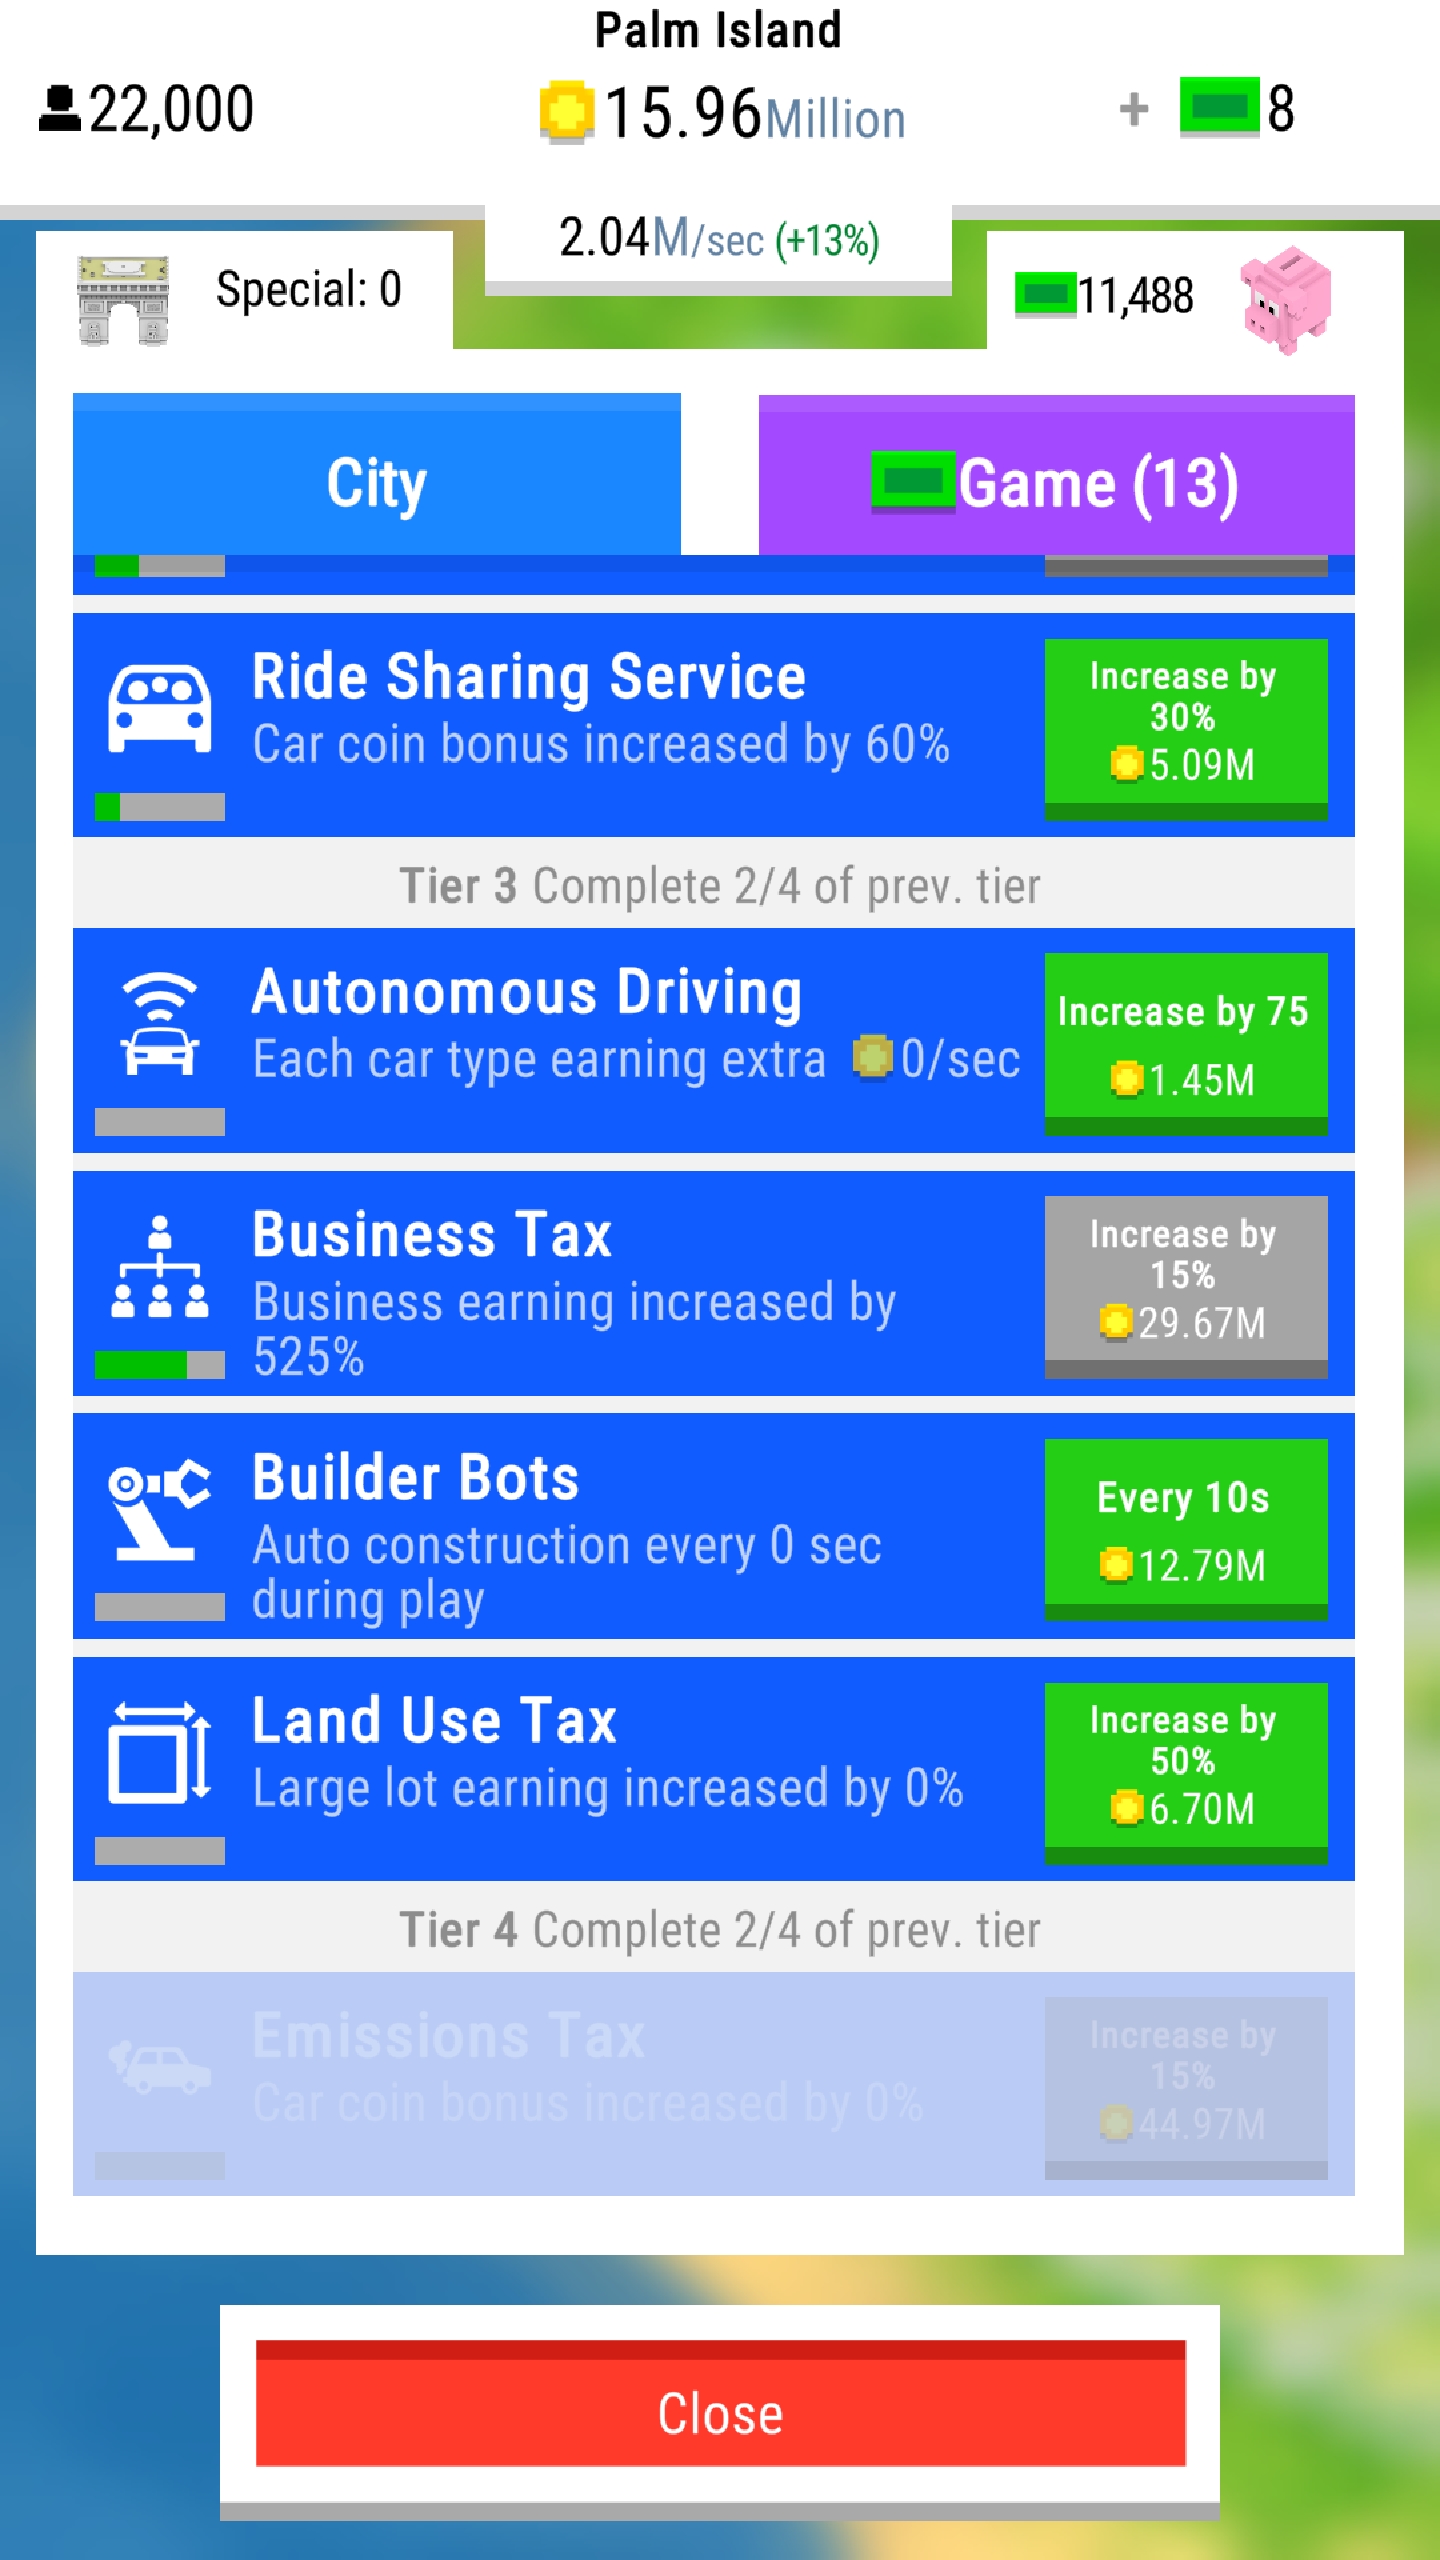 Palm Island
22,000
15.96Million
+ 8
2.04M/sec (+13%)
Special: 0
11,488
City
Game (13)
Ride Sharing Service
Car coin bonus increased by 60%
Increase by
30%
5.09M
Tier 3 Complete 2/4 of prev. tier
Autonomous Driving
Each car type earning extra 0/sec
Increase by 75
1.45M
Business Tax
Business earning increased by
525%
Increase by
15%
29.67M
Builder Bots
Auto construction every 0 sec
during play
Every 10s
12.79M
Land Use Tax
Large lot earning increased by 0%
Increase by
50%
6.70M
Tier 4 Complete 2/4 of prev. tier
Emissions Tax
Car coin bonus increased by 0%
Increase by
15%
44.97M
Close